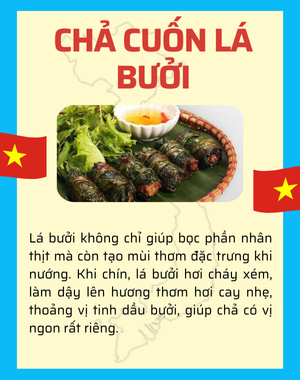 CHẢ CUỐN LÁ
BƯỞI
Lá bưởi không chỉ giúp bọc phần nhân
thịt mà còn tạo mùi thơm đặc trưng khi
nướng. Khi chín, lá bưởi hơi cháy xém,
làm dậy lên hương thơm hơi cay nhẹ,
thoảng vị tinh dầu bưởi, giúp chả có vị
ngon rất riêng.